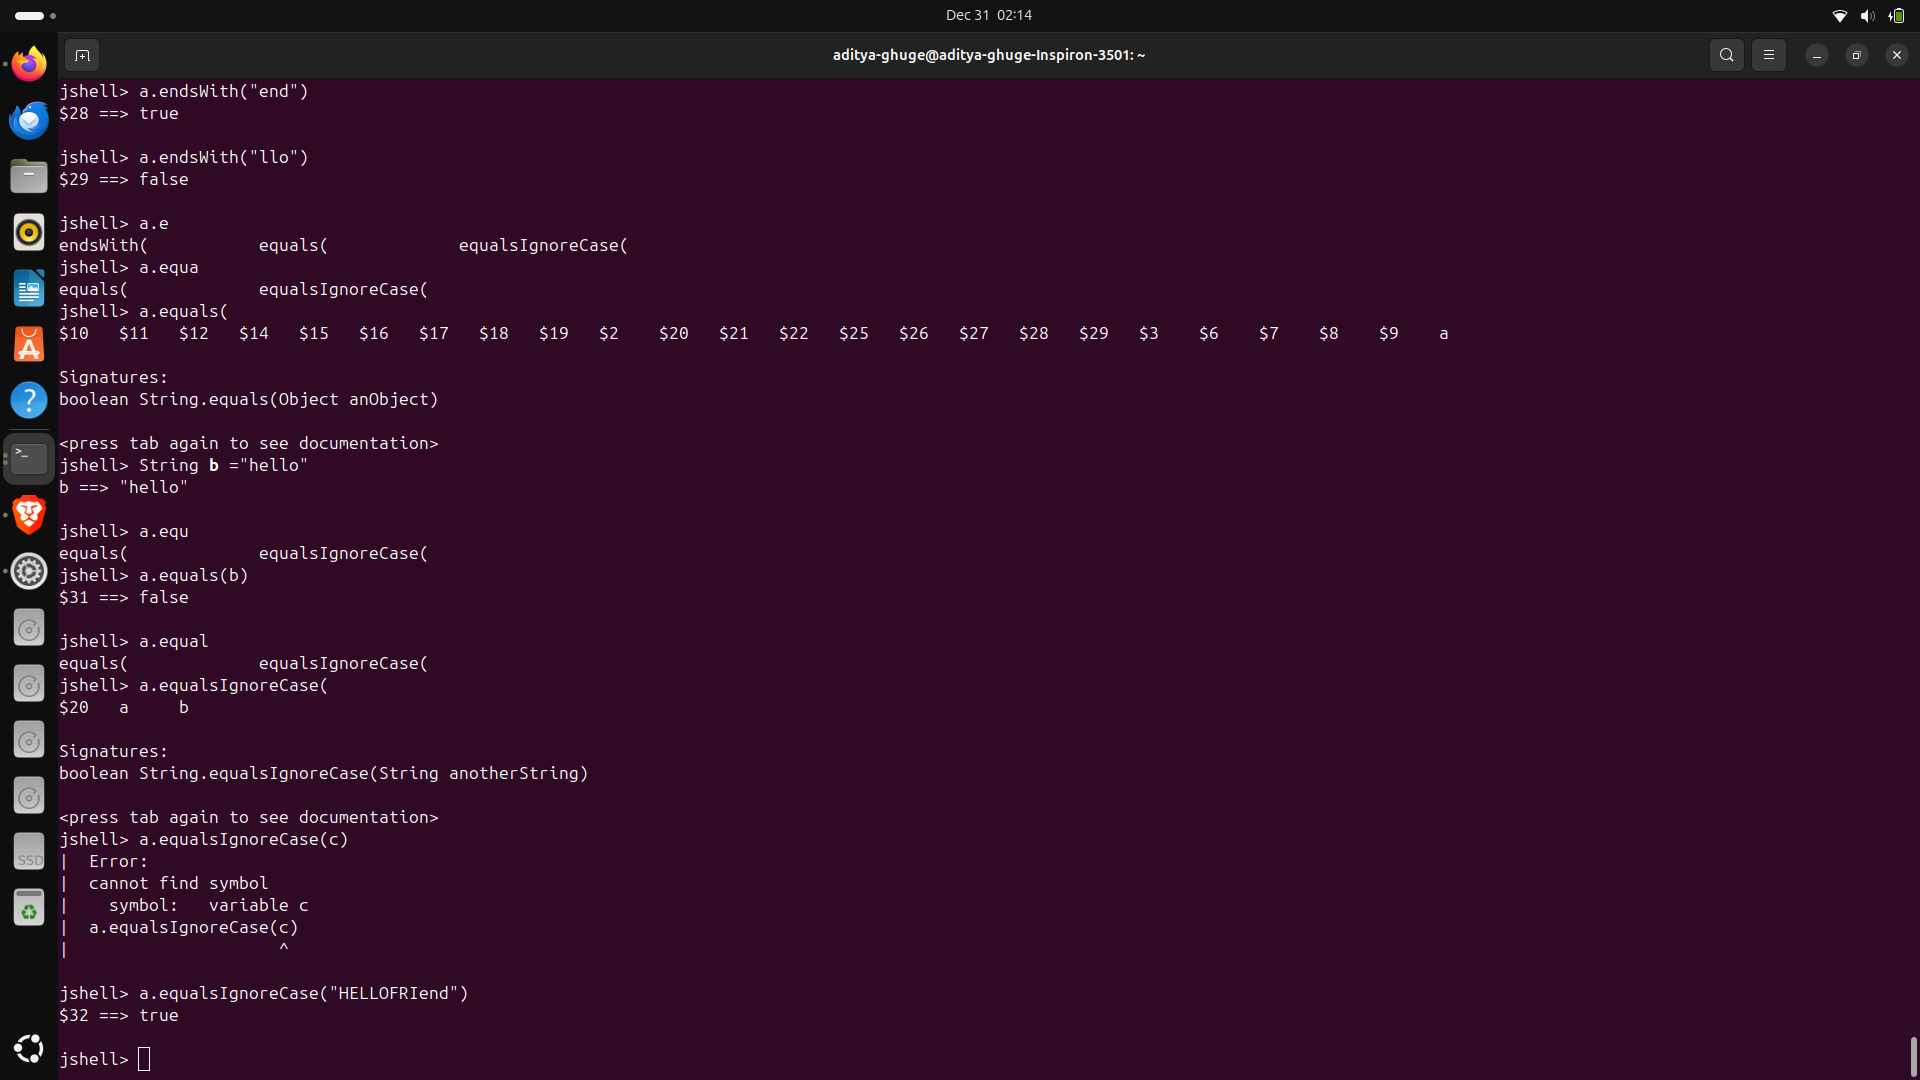 Dec 31 02:14
aditya-ghuge@aditya-ghuge-Inspiron-3501: ~
jshell> a.endsWith("end")
$28 ==> true
jshell> a.endsWith("llo")
$29 ==> false
jshell> a.e
endsWith( equals( equalsIgnoreCase(
jshell> a.equa
equals( equalsIgnoreCase(
jshell> a.equals(
$10 $11 $12 $14 $15 $16 $17 $18 $19 $2 $20 $21 $22 $25 $26 $27 $28 $29 $3 $6 $7 $8 $9 a
Signatures:
boolean String.equals(Object anObject)
<press tab again to see documentation>
jshell> String b ="hello"
b ==> "hello"
jshell> a.equ
equals( equalsIgnoreCase(
jshell> a.equals(b)
$31 ==> false
jshell> a.equal
equals( equalsIgnoreCase(
jshell> a.equalsIgnoreCase(
$20 a b
Signatures:
boolean String.equalsIgnoreCase(String anotherString)
<press tab again to see documentation>
jshell> a.equalsIgnoreCase(c)
| Error:
| cannot find symbol
| symbol: variable c
| a.equalsIgnoreCase(c)
| ^
jshell> a.equalsIgnoreCase("HELLOFRIend")
$32 ==> true
jshell>
SSD